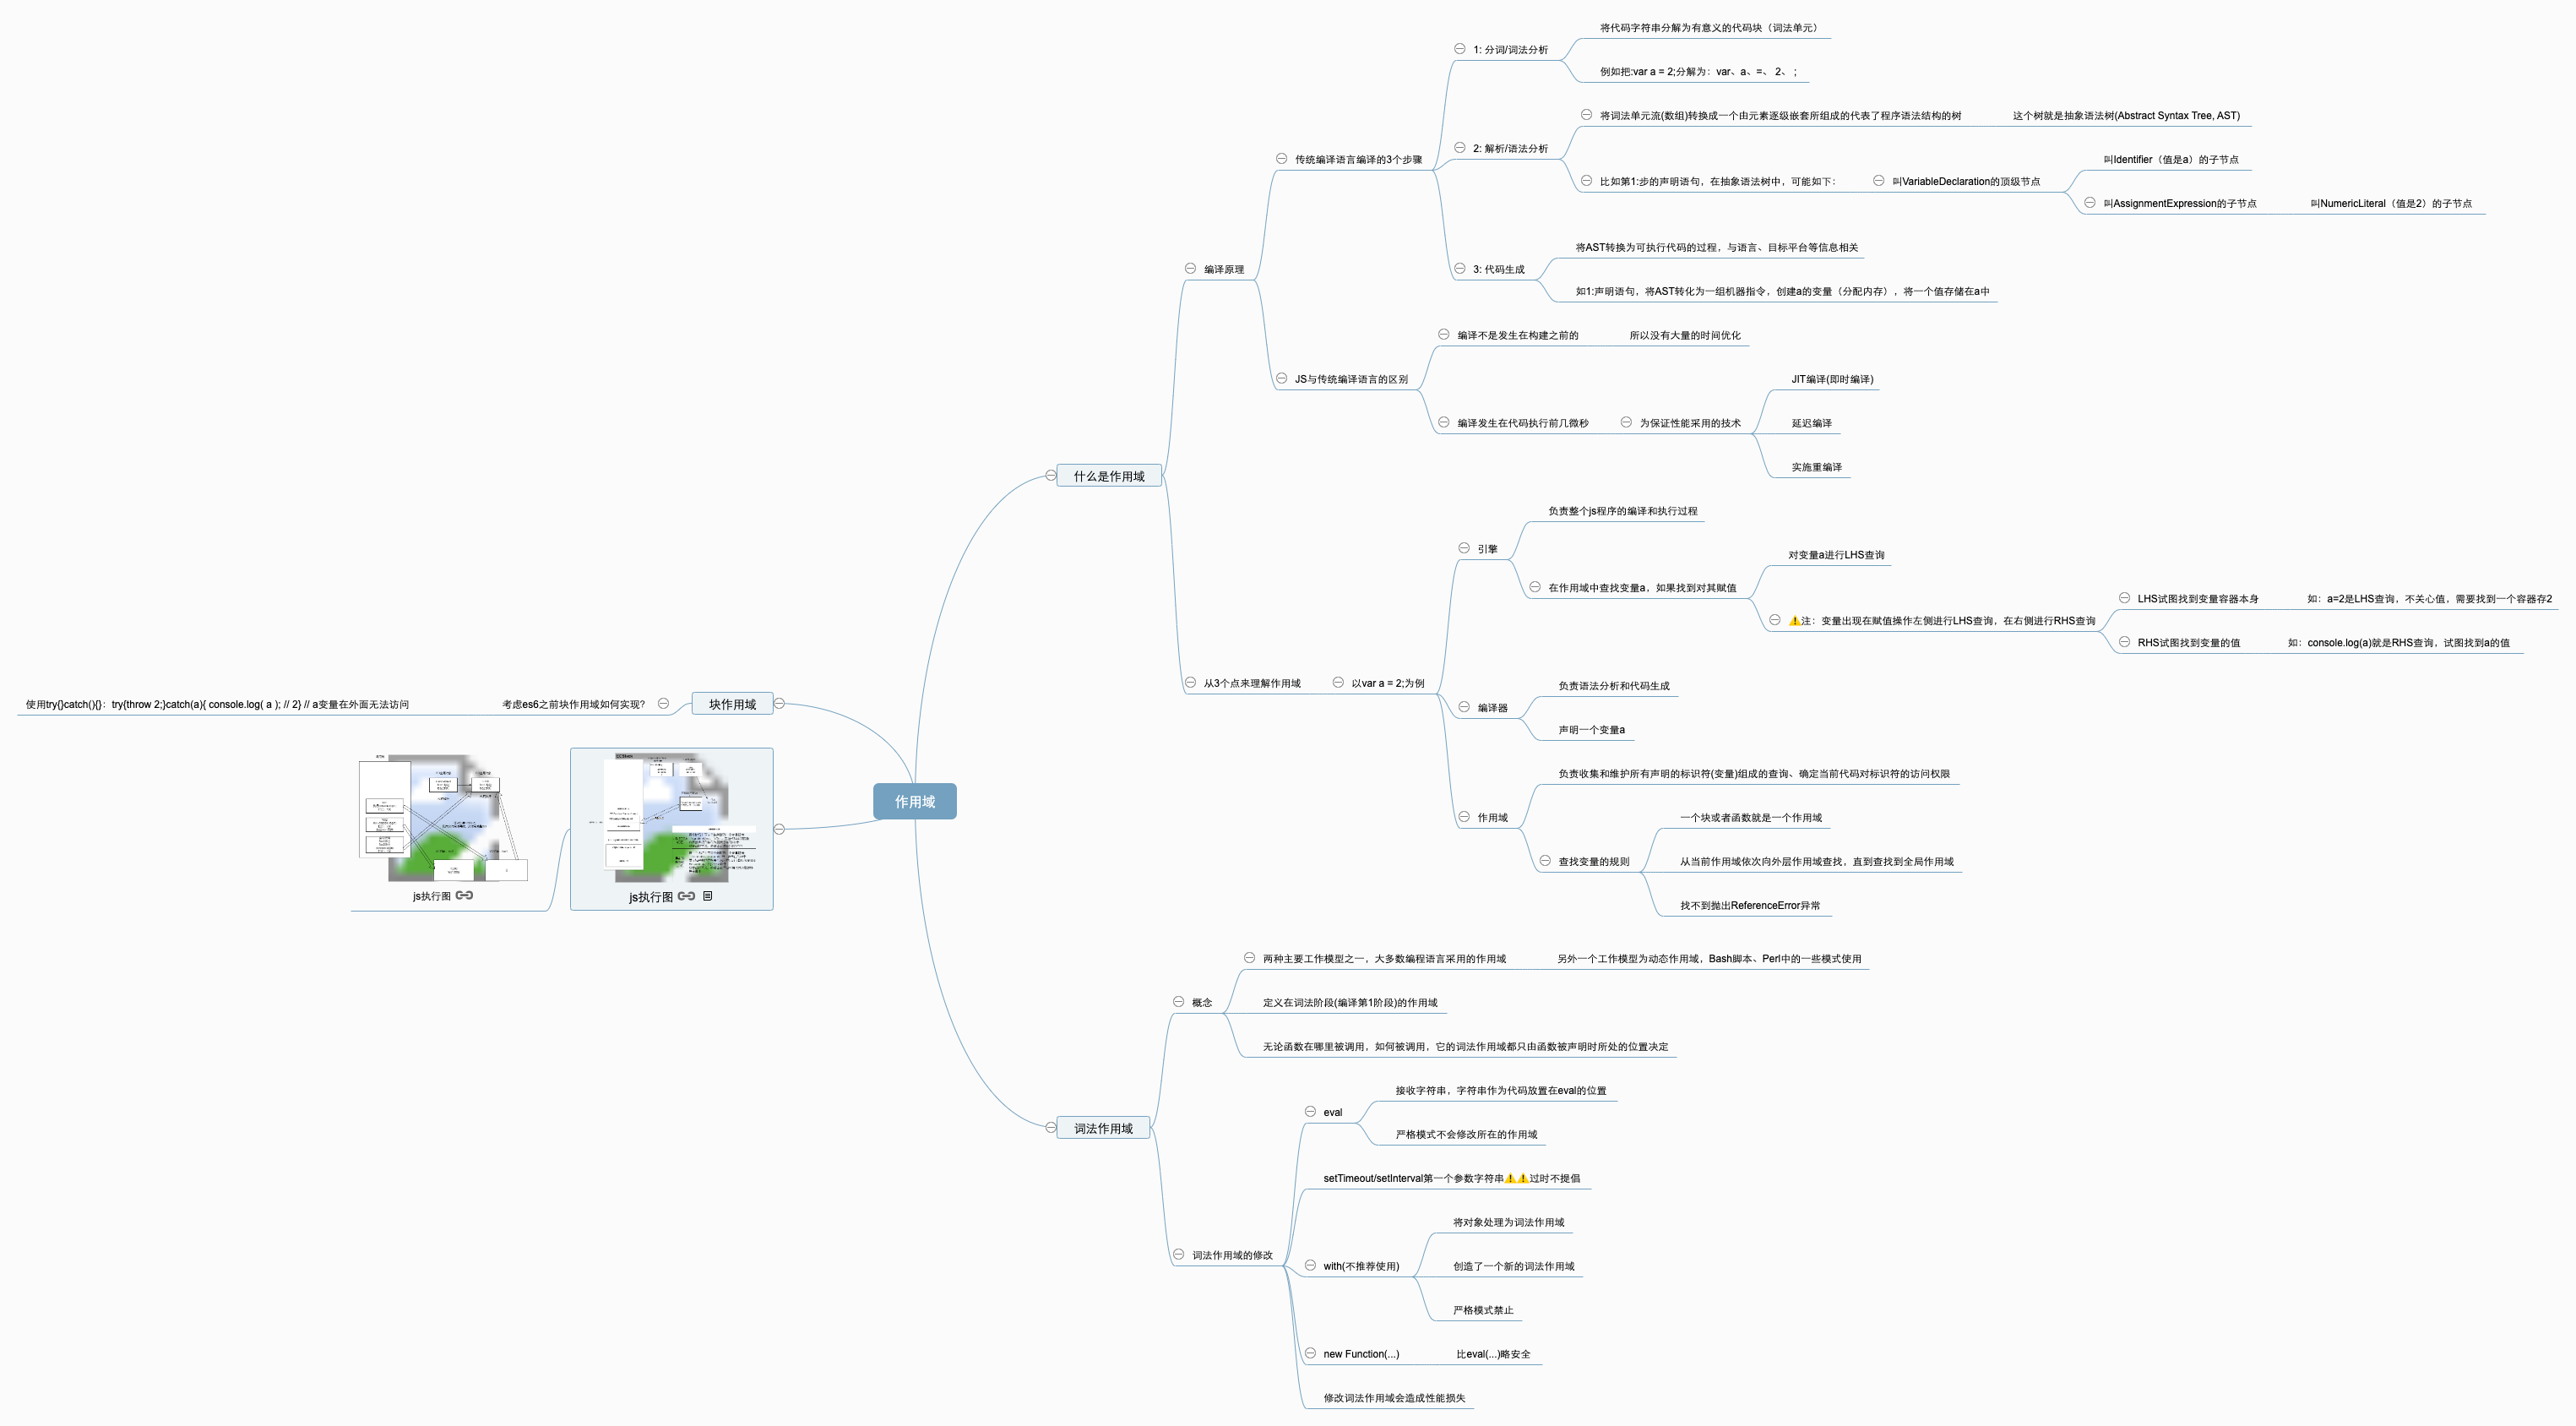 作用域
什么是作用域
编译原理
传统编译语言编译的3个步骤
1: 分词/词法分析
将代码字符串分解为有意义的代码块（词法单元）
例如把:var a = 2;分解为：var、a、=、 2、 ;
2: 解析/语法分析
将词法单元流(数组)转换成一个由元素逐级嵌套所组成的代表了程序语法结构的树
这个树就是抽象语法树(Abstract Syntax Tree, AST)
比如第1:步的声明语句，在抽象语法树中，可能如下：
叫VariableDeclaration的顶级节点
叫Identifier（值是a）的子节点
叫AssignmentExpression的子节点
叫NumericLiteral（值是2）的子节点
3: 代码生成
将AST转换为可执行代码的过程，与语言、目标平台等信息相关
如1:声明语句，将AST转化为一组机器指令，创建a的变量（分配内存），将一个值存储在a中
JS与传统编译语言的区别
编译不是发生在构建之前的
所以没有大量的时间优化
编译发生在代码执行前几微秒
为保证性能采用的技术
JIT编译(即时编译)
延迟编译
实施重编译
从3个点来理解作用域
以var a = 2;为例
引擎
负责整个js程序的编译和执行过程
在作用域中查找变量a，如果找到对其赋值
对变量a进行LHS查询
⚠️注：变量出现在赋值操作左侧进行LHS查询，在右侧进行RHS查询
LHS试图找到变量容器本身
如：a=2是LHS查询，不关心值，需要找到一个容器存2
RHS试图找到变量的值
如：console.log(a)就是RHS查询，试图找到a的值
编译器
负责语法分析和代码生成
声明一个变量a
作用域
负责收集和维护所有声明的标识符(变量)组成的查询、确定当前代码对标识符的访问权限
查找变量的规则
一个块或者函数就是一个作用域
从当前作用域依次向外层作用域查找，直到查找到全局作用域
找不到抛出ReferenceError异常
词法作用域
概念
两种主要工作模型之一，大多数编程语言采用的作用域
另外一个工作模型为动态作用域，Bash脚本、Perl中的一些模式使用
定义在词法阶段(编译第1阶段)的作用域
无论函数在哪里被调用，如何被调用，它的词法作用域都只由函数被声明时所处的位置决定
词法作用域的修改
eval
接收字符串，字符串作为代码放置在eval的位置
严格模式不会修改所在的作用域
setTimeout/setInterval第一个参数字符串⚠️⚠️过时不提倡
with(不推荐使用)
将对象处理为词法作用域
创造了一个新的词法作用域
严格模式禁止
new Function(...)
比eval(...)略安全
修改词法作用域会造成性能损失
块作用域
考虑es6之前块作用域如何实现?
使用try{}catch(){}：try{throw 2;}catch(a){ console.log( a ); // 2} // a变量在外面无法访问
js执行图
js执行图